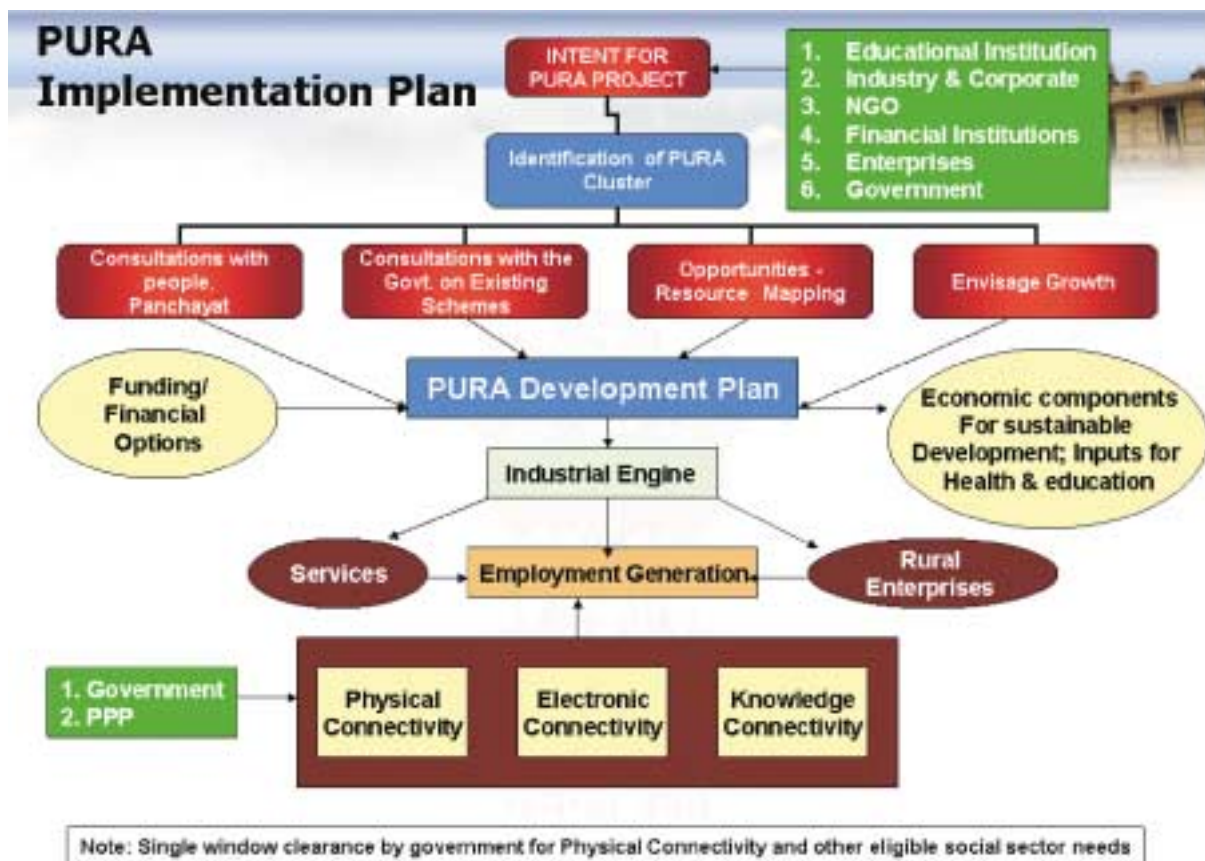 PURA
Implementation Plan
INTENT FOR
PURA PROJECT
1. Educational Institution
2. Industry & Corporate
3. NGO
4. Financial Institutions
5. Enterprises
6. Government
Identification of PURA
Cluster
Consultations with
people,
Panchayat
Consultations with the
Govt. on Existing
Schemes
Opportunities -
Resource Mapping
Envisage Growth
Funding/
Financial
Options
PURA Development Plan
Economic components
For sustainable
Development; Inputs for
Health & education
Industrial Engine
Services
Employment Generation
Rural
Enterprises
1. Government
2. PPP
Physical
Connectivity
Electronic
Connectivity
Knowledge
Connectivity
Note: Single window clearance by government for Physical Connectivity and other eligible social sector needs